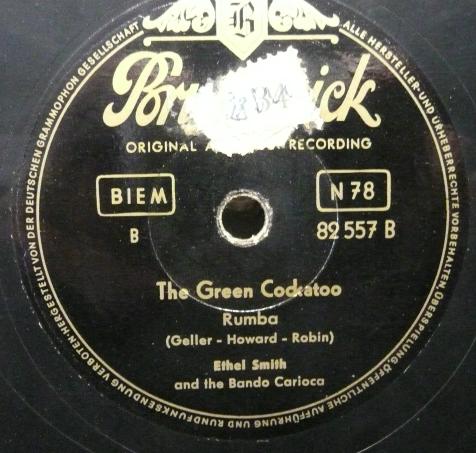 B
Brunswick
ORIGINAL AMERICAN RECORDING
BIEM
N 78
B
82 557 B
The Green Cockatoo
Rumba
(Geller - Howard - Robin)
Ethel Smith
and the Bando Carioca
HERGESTELLT VON DER DEUTSCHEN GRAMMOPHON GESELLSCHAFT · ALLE HERSTELLER- UND URHEBERRECHTE VORBEHALTEN, ÜBERSPIELUNG, ÖFFENTLICHE AUFFÜHRUNG UND RUNDFUNKSENDUNG VERBOTEN·